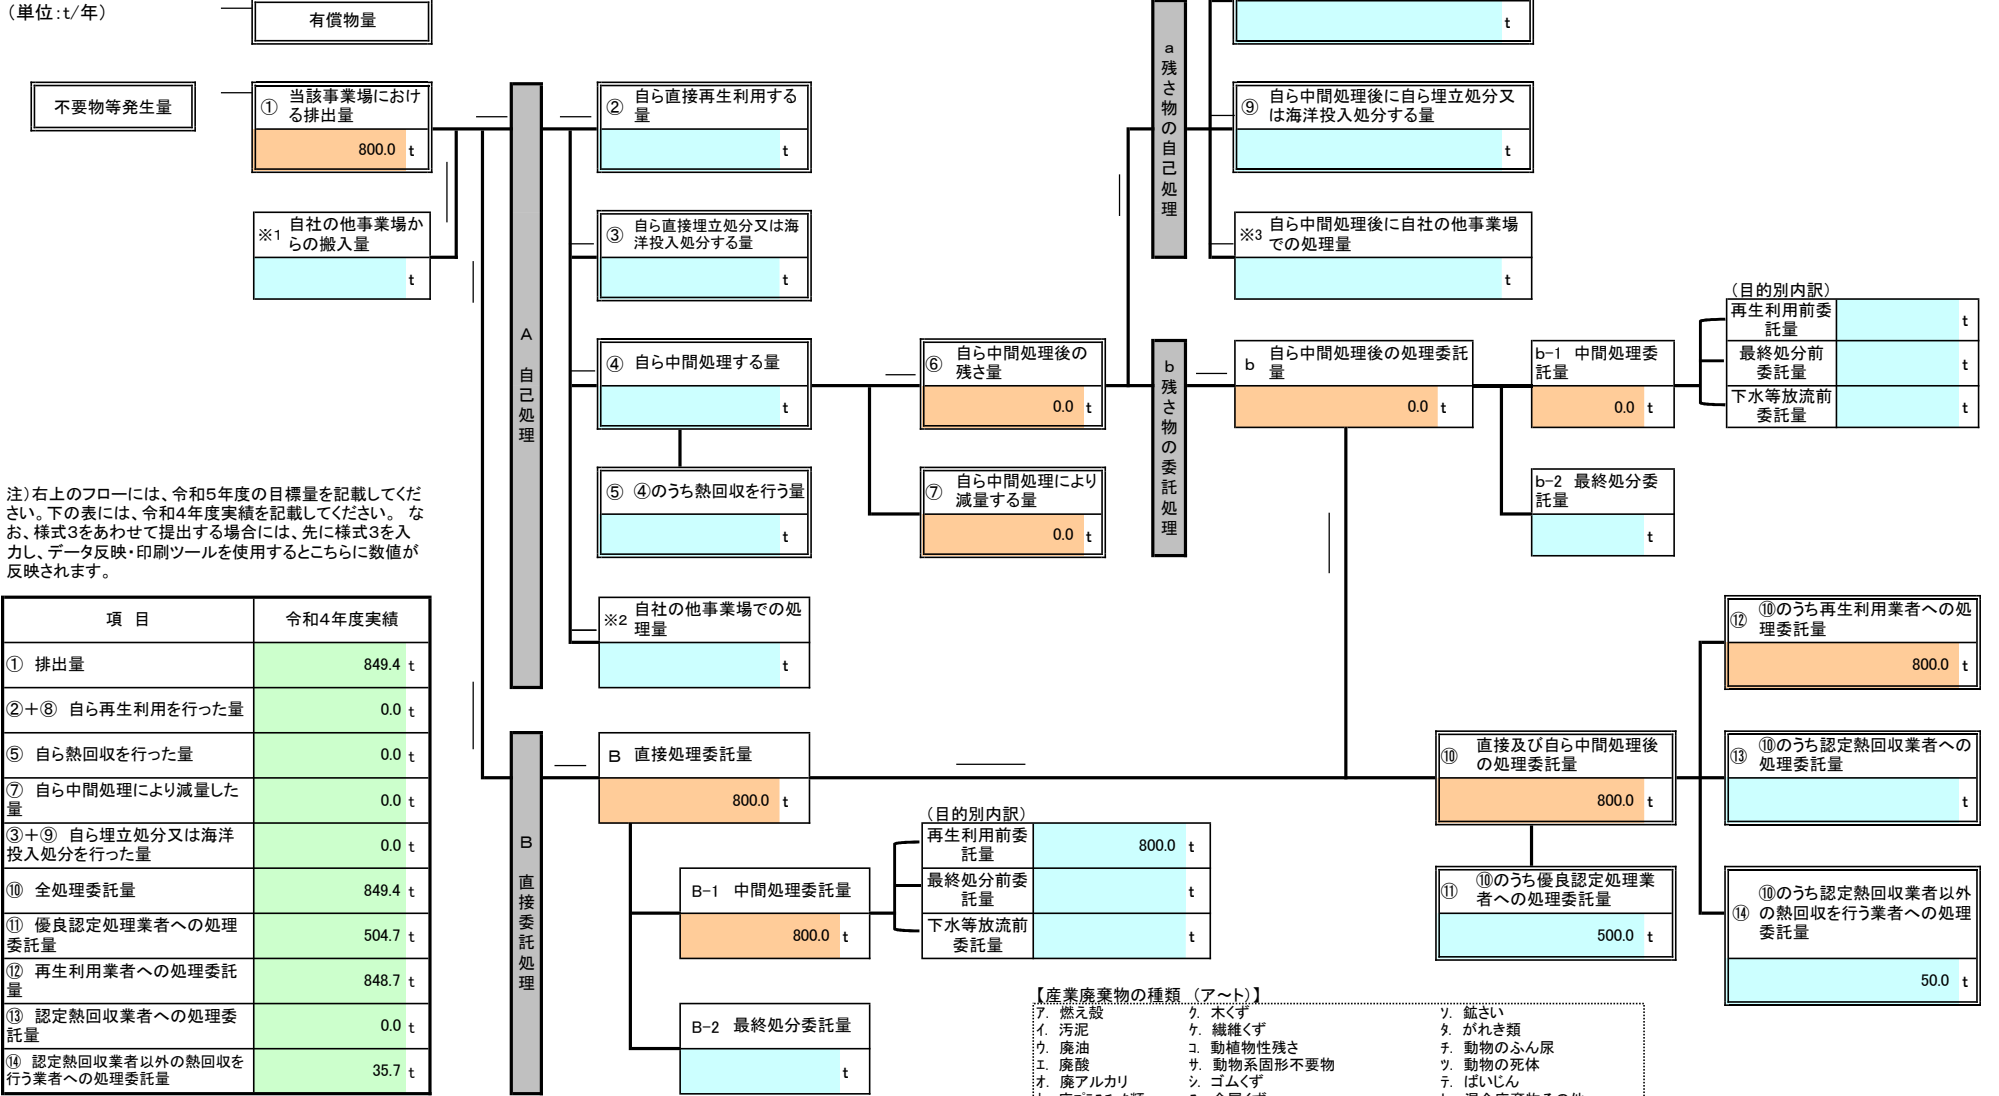 （単位：t/年）
有償物量
t
不要物等発生量
① 当該事業場におけ
る排出量
800.0 t
※1 自社の他事業場か
らの搬入量
t
A 自己処理
② 自ら直接再生利用する
量
t
③ 自ら直接埋立処分又は海
洋投入処分する量
t
④ 自ら中間処理する量
t
⑤ ④のうち熱回収を行う量
t
※2 自社の他事業場での処
理量
t
⑥ 自ら中間処理後の
残さ量
0.0 t
⑦ 自ら中間処理により
減量する量
0.0 t
a 残さ物の自己処理
⑨ 自ら中間処理後に自ら埋立処分又
は海洋投入処分する量
t
※3 自ら中間処理後に自社の他事業場
での処理量
t
b 残さ物の委託処理
b 自ら中間処理後の処理委託
量
0.0 t
b-1 中間処理委
託量
0.0 t
b-2 最終処分委
託量
t
（目的別内訳）
再生利用前委
託量
t
最終処分前
委託量
t
下水等放流前
委託量
t
注）右上のフローには、令和５年度の目標量を記載してくだ
さい。下の表には、令和４年度実績を記載してください。 な
お、様式３をあわせて提出する場合には、先に様式３を入
力し、データ反映・印刷ツールを使用するとこちらに数値が
反映されます。
項 目 令和４年度実績
① 排出量 849.4 t
②＋⑧ 自ら再生利用を行った量 0.0 t
⑤ 自ら熱回収を行った量 0.0 t
⑦ 自ら中間処理により減量した
量 0.0 t
③＋⑨ 自ら埋立処分又は海洋
投入処分を行った量 0.0 t
⑩ 全処理委託量 849.4 t
⑪ 優良認定処理業者への処理
委託量 504.7 t
⑫ 再生利用業者への処理委託
量 848.7 t
⑬ 認定熱回収業者への処理委
託量 0.0 t
⑭ 認定熱回収業者以外の熱回収を
行う業者への処理委託量 35.7 t
B 直接委託処理
B 直接処理委託量
800.0 t
B-1 中間処理委託量
800.0 t
B-2 最終処分委託量
t
（目的別内訳）
再生利用前委
託量
800.0 t
最終処分前委
託量
t
下水等放流前
委託量
t
⑩ 直接及び自ら中間処理後
の処理委託量
800.0 t
⑪ ⑩のうち優良認定処理業
者への処理委託量
500.0 t
⑫ ⑩のうち再生利用業者への処
理委託量
800.0 t
⑬ ⑩のうち認定熱回収業者への
処理委託量
t
⑭ ⑩のうち認定熱回収業者以外
の熱回収を行う業者への処理
委託量
50.0 t
【産業廃棄物の種類 （ア～ト）】
ア. 燃え殻 ク. 木くず ソ. 鉱さい
イ. 汚泥 ケ. 繊維くず タ. がれき類
ウ. 廃油 コ. 動植物性残さ チ. 動物のふん尿
エ. 廃酸 サ. 動物系固形不要物 ツ. 動物の死体
オ. 廃アルカリ シ. ゴムくず テ. ばいじん